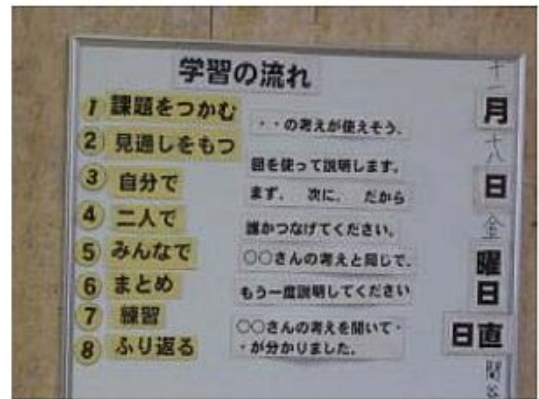 学習の流れ
1 課題をつかむ
2 見通しをもつ
3 自分で
4 二人で
5 みんなで
6 まとめ
7 練習
8 ふり返る
・・の考えが使えそう。
図を使って説明します。
まず、 次に、 だから
誰かつなげてください。
○○さんの考えと同じで、
もう一度説明してください
○○さんの考えを聞いて・
・が分かりました。
十一月十八日金曜日
日直
関谷